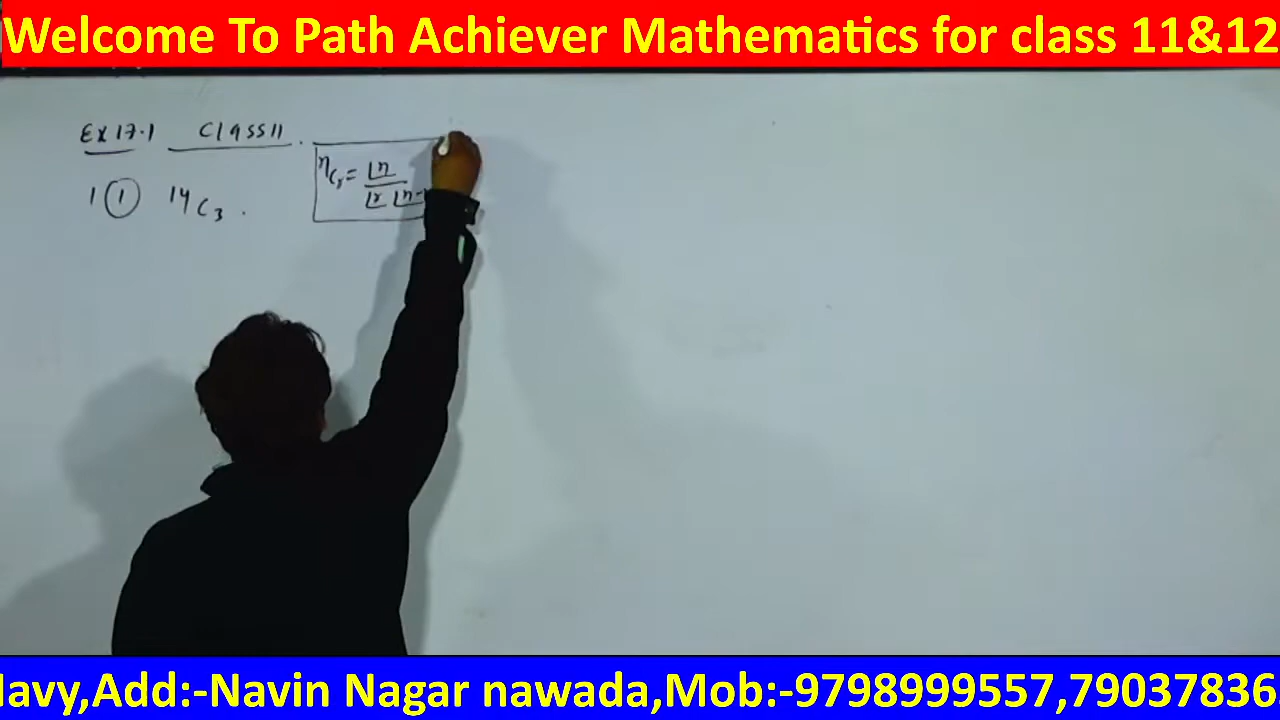 Welcome To Path Achiever Mathematics for class 11&12
Ex 17.1 Class 11.
1 (1) 14C3.
nCr = ⌊n / ⌊r ⌊n-
Navy,Add:-Navin Nagar nawada,Mob:-9798999557,79037836